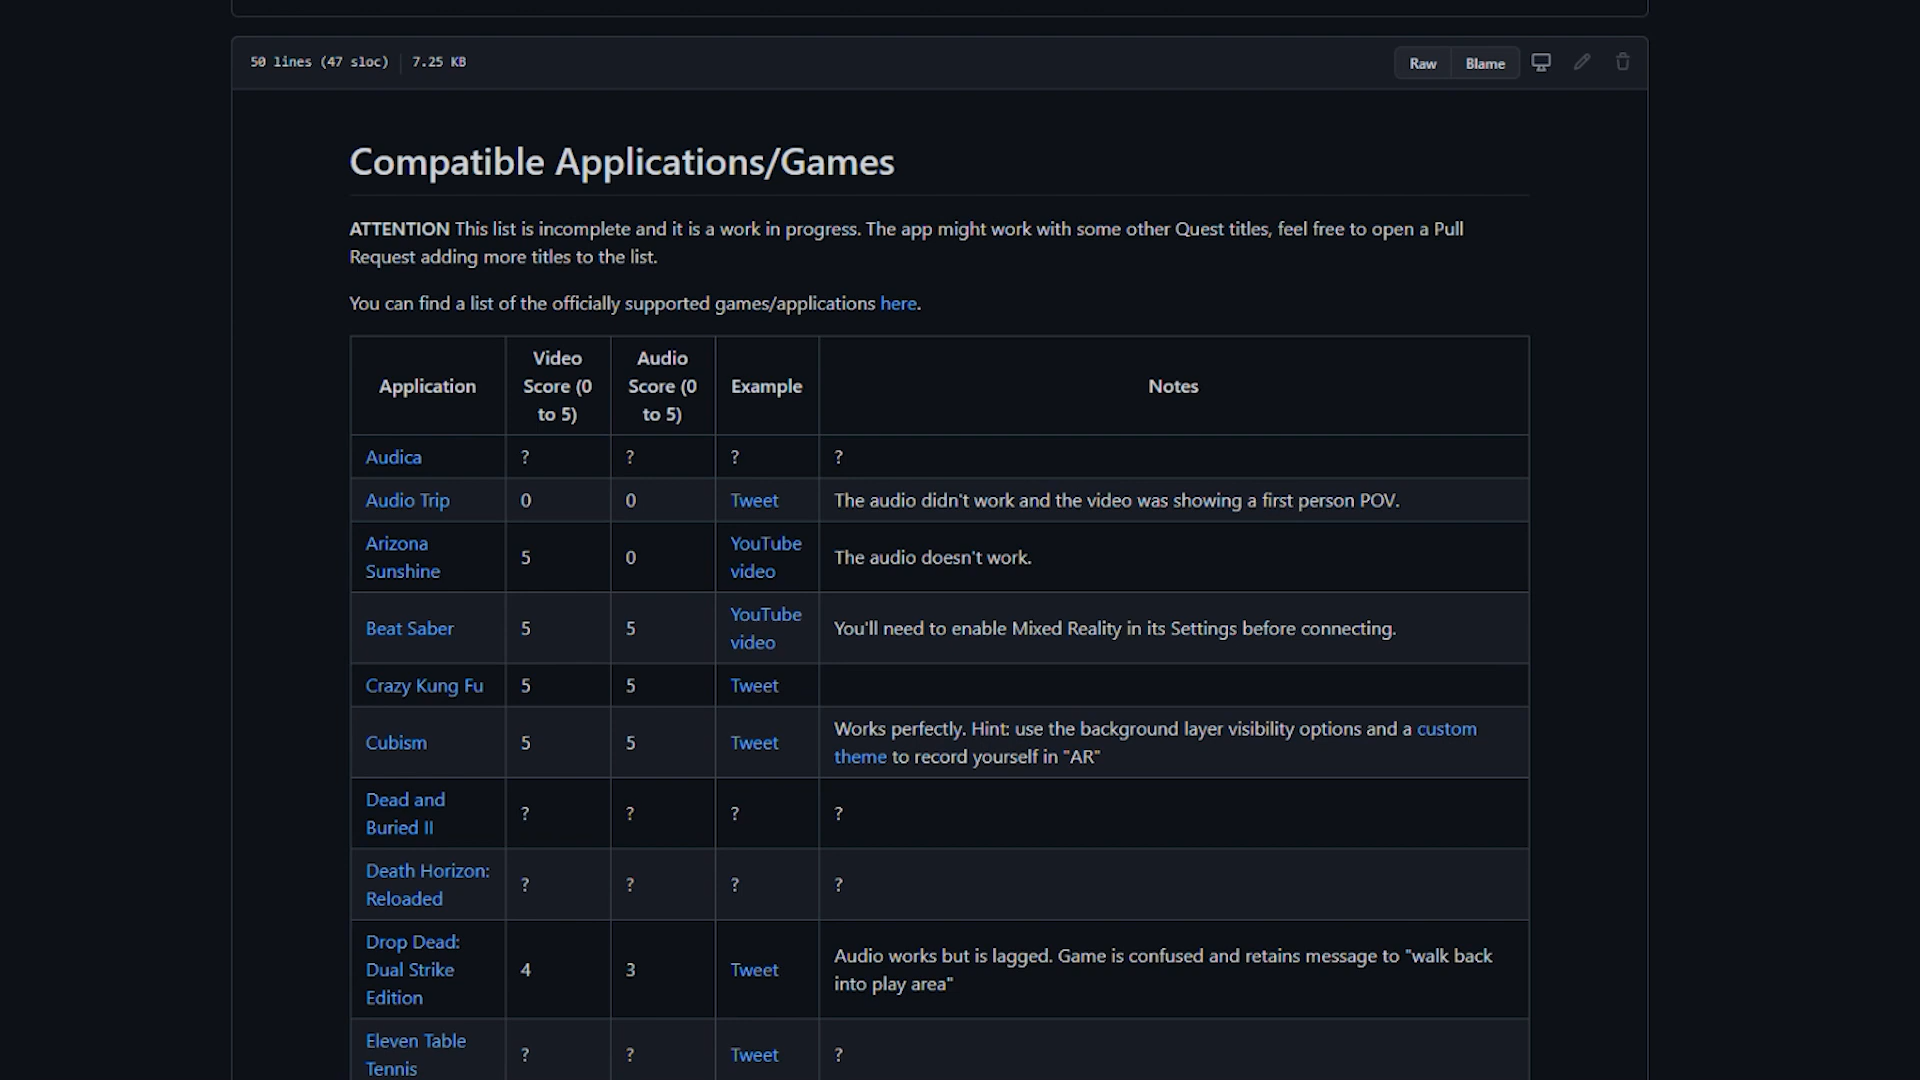 50 lines (47 sloc) 7.25 KB Raw Blame
Compatible Applications/Games
ATTENTION This list is incomplete and it is a work in progress. The app might work with some other Quest titles, feel free to open a Pull
Request adding more titles to the list.
You can find a list of the officially supported games/applications here.
Application
Video
Score (0
to 5)
Audio
Score (0
to 5)
Example
Notes
Audica ? ? ? ?
Audio Trip 0 0 Tweet The audio didn't work and the video was showing a first person POV.
Arizona
Sunshine
5 0
YouTube
video
The audio doesn't work.
Beat Saber 5 5
YouTube
video
You'll need to enable Mixed Reality in its Settings before connecting.
Crazy Kung Fu 5 5 Tweet
Cubism 5 5 Tweet
Works perfectly. Hint: use the background layer visibility options and a custom
theme to record yourself in "AR"
Dead and
Buried II
? ? ? ?
Death Horizon:
Reloaded
? ? ? ?
Drop Dead:
Dual Strike
Edition
4 3 Tweet
Audio works but is lagged. Game is confused and retains message to "walk back
into play area"
Eleven Table
Tennis
? ? Tweet ?